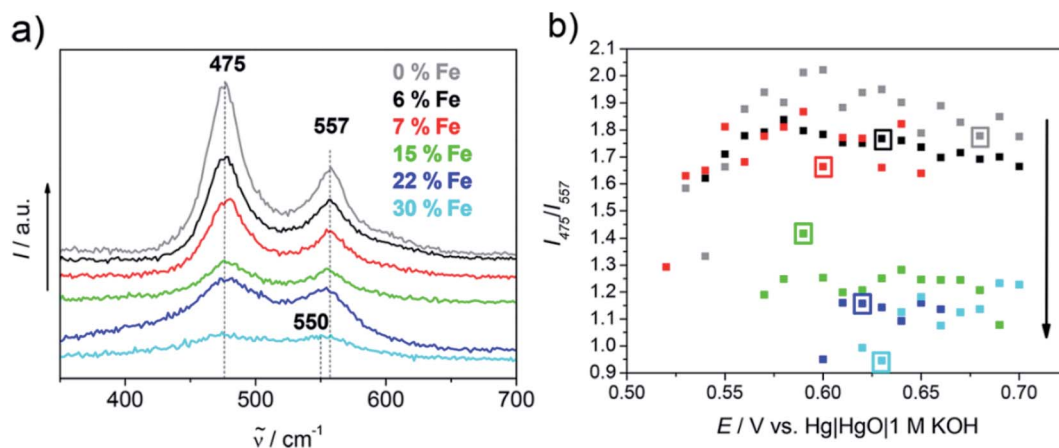 a)
475
557
550
0 % Fe
6 % Fe
7 % Fe
15 % Fe
22 % Fe
30 % Fe
I / a.u.
400
500
600
700
ṽ / cm⁻¹
b)
2.1
2.0
1.9
1.8
1.7
1.6
1.5
1.4
1.3
1.2
1.1
1.0
0.9
I₄₇₅/I₅₅₇
0.50
0.55
0.60
0.65
0.70
E / V vs. Hg|HgO|1 M KOH